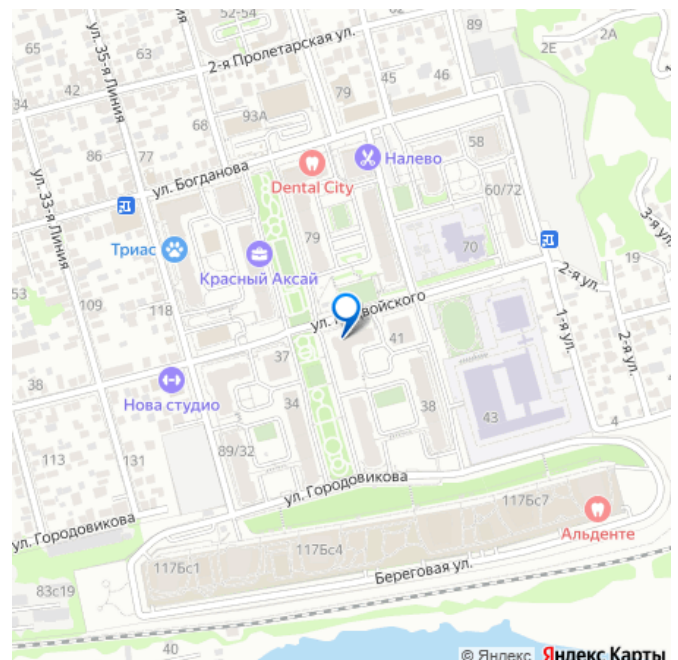 52-54
89
2Е
2А
65
63
2-я Пролетарская ул.
42
34
79
45
46
ул. 35-я Линия
68
93А
86
77
58
Налево
Dental City
ул. Богданова
60/72
ул. 33-я Линия
3-я ул.
Триас
79
70
Красный Аксай
19
53
2-я ул.
109
118
ул.
войского
41
1-я ул.
2-я ул.
37
38
Нова студио
34
38
43
4
113
131
89/32
ул. Городовикова
117Бс7
ул. Городовикова
Альденте
117Бс4
117Бс1
Береговая ул.
83с19
40
© Яндекс Яндекс Карты